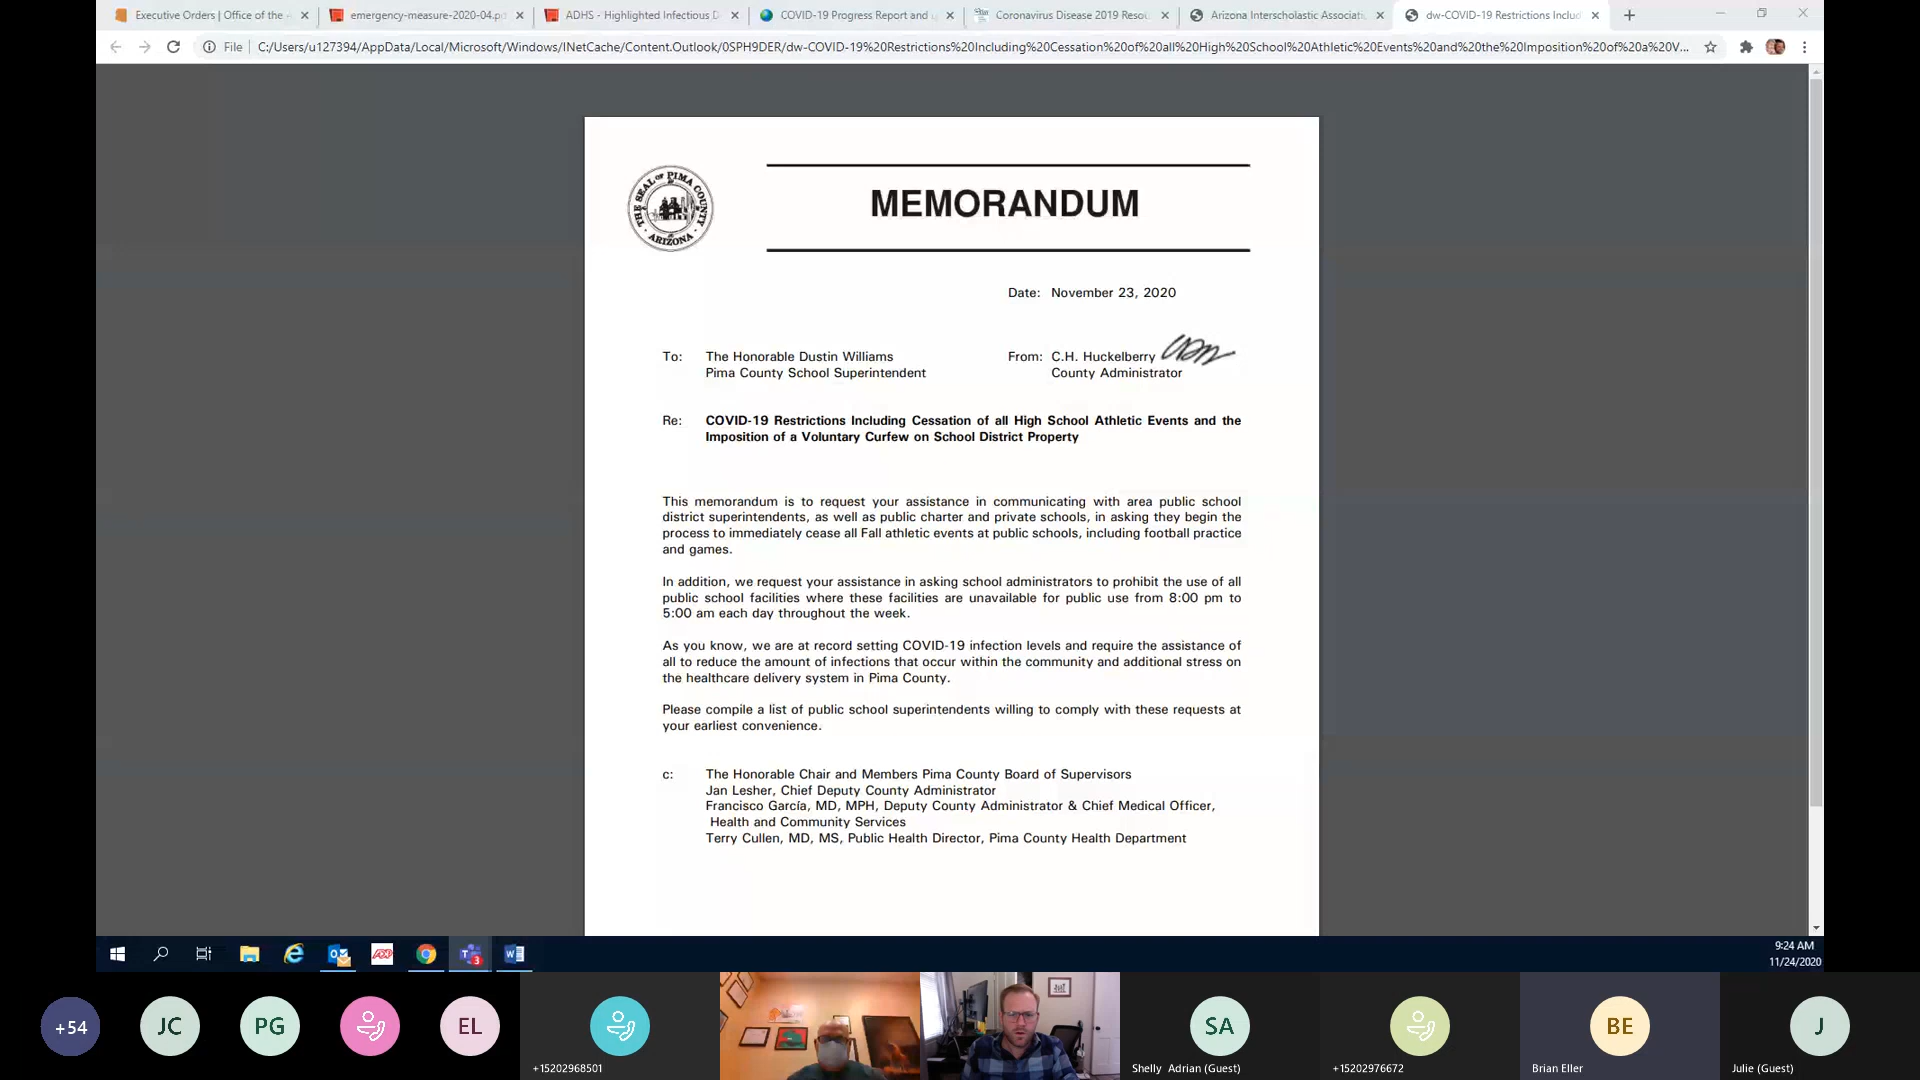 Executive Orders | Office of the
emergency-measure-2020-04.pd
ADHS - Highlighted Infectious D
COVID-19 Progress Report and
Coronavirus Disease 2019 Resou
Arizona Interscholastic Associati
dw-COVID-19 Restrictions Includ
File
C:/Users/u127394/AppData/Local/Microsoft/Windows/INetCache/Content.Outlook/0SPH9DER/dw-COVID-19%20Restrictions%20Including%20Cessation%20of%20all%20High%20School%20Athletic%20Events%20and%20the%20Imposition%20of%20a%20V...
THE SEAL OF PIMA COUNTY
ARIZONA
MEMORANDUM
Date: November 23, 2020
To: The Honorable Dustin Williams
Pima County School Superintendent
From: C.H. Huckelberry
County Administrator
Re: COVID-19 Restrictions Including Cessation of all High School Athletic Events and the
Imposition of a Voluntary Curfew on School District Property
This memorandum is to request your assistance in communicating with area public school
district superintendents, as well as public charter and private schools, in asking they begin the
process to immediately cease all Fall athletic events at public schools, including football practice
and games.
In addition, we request your assistance in asking school administrators to prohibit the use of all
public school facilities where these facilities are unavailable for public use from 8:00 pm to
5:00 am each day throughout the week.
As you know, we are at record setting COVID-19 infection levels and require the assistance of
all to reduce the amount of infections that occur within the community and additional stress on
the healthcare delivery system in Pima County.
Please compile a list of public school superintendents willing to comply with these requests at
your earliest convenience.
c: The Honorable Chair and Members Pima County Board of Supervisors
Jan Lesher, Chief Deputy County Administrator
Francisco García, MD, MPH, Deputy County Administrator & Chief Medical Officer,
Health and Community Services
Terry Cullen, MD, MS, Public Health Director, Pima County Health Department
ADP
3
9:24 AM
11/24/2020
+54
JC
PG
EL
+15202968501
SA
Shelly Adrian (Guest)
+15202976672
BE
Brian Eller
J
Julie (Guest)